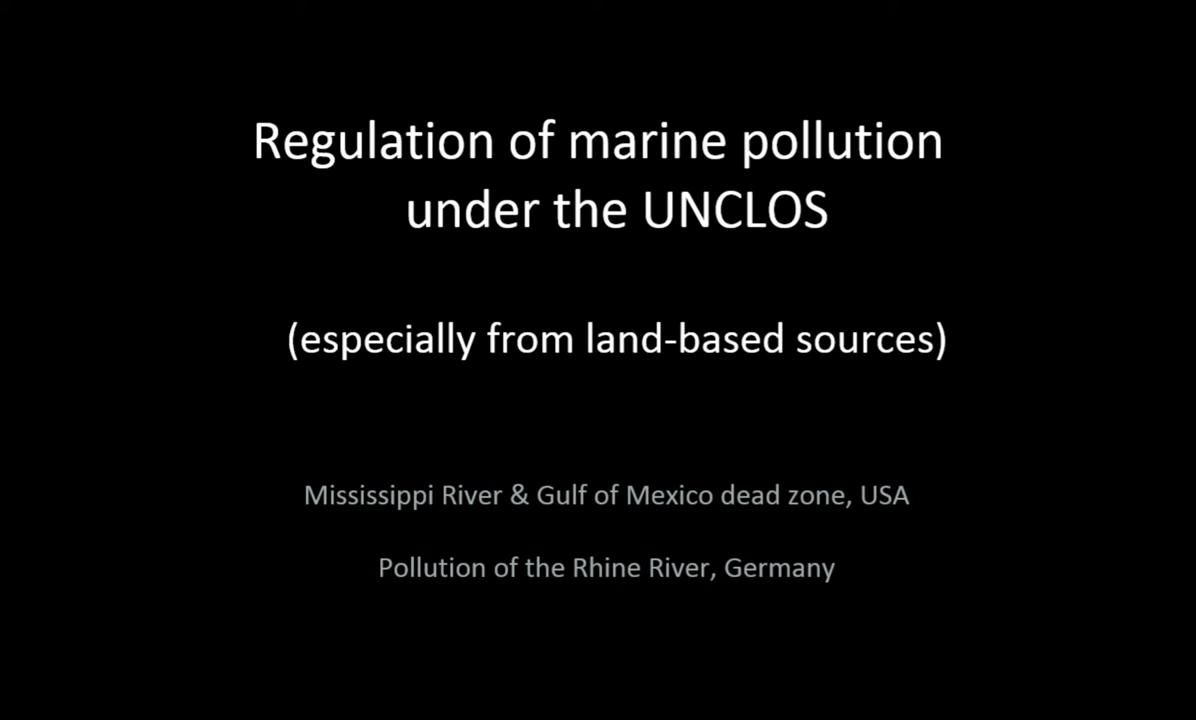 Regulation of marine pollution
under the UNCLOS
(especially from land-based sources)
Mississippi River & Gulf of Mexico dead zone, USA
Pollution of the Rhine River, Germany